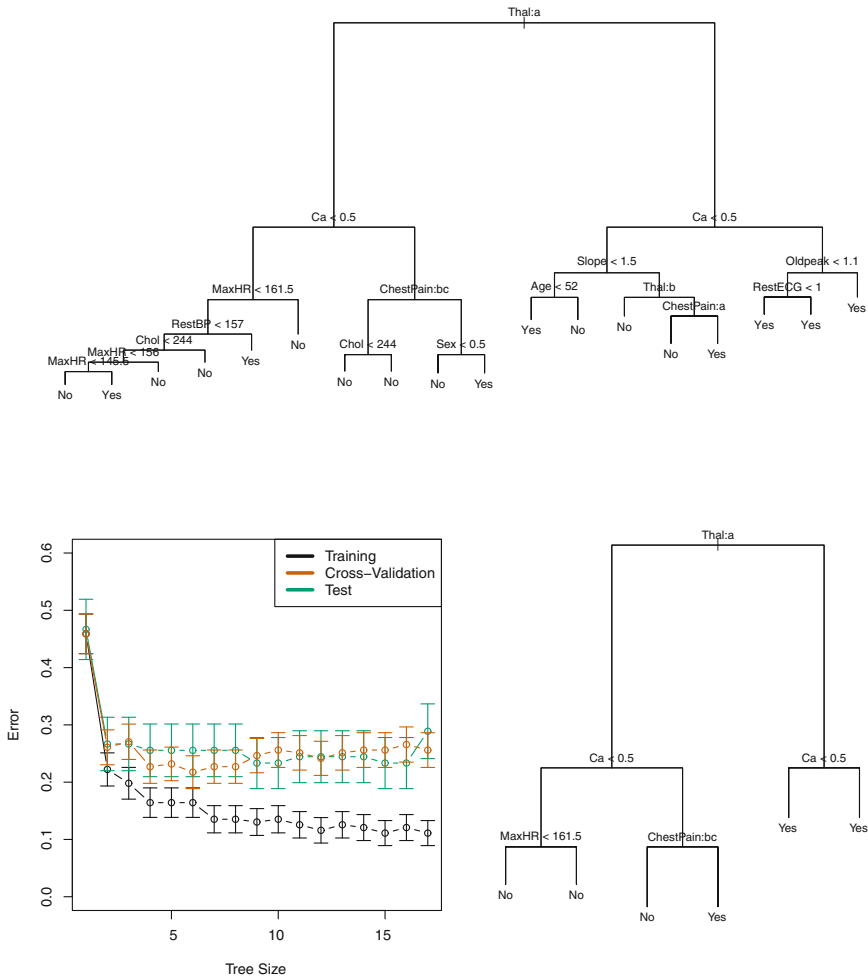 Thal:a
Ca < 0.5
Ca < 0.5
Slope < 1.5
Oldpeak < 1.1
MaxHR < 161.5
ChestPain:bc
Age < 52
Thal:b
RestECG < 1
ChestPain:a
Yes
RestBP < 157
Yes
No
No
Yes
Yes
Chol < 244
No
Chol < 244
Sex < 0.5
No
Yes
MaxHR < 156
Yes
MaxHR < 145.5
No
No
No
No
No
Yes
No
Yes
No
Error
0.6
0.5
0.4
0.3
0.2
0.1
0.0
Training
Cross−Validation
Test
5
10
15
Tree Size
Thal:a
Ca < 0.5
Ca < 0.5
Yes
Yes
MaxHR < 161.5
ChestPain:bc
No
No
No
Yes